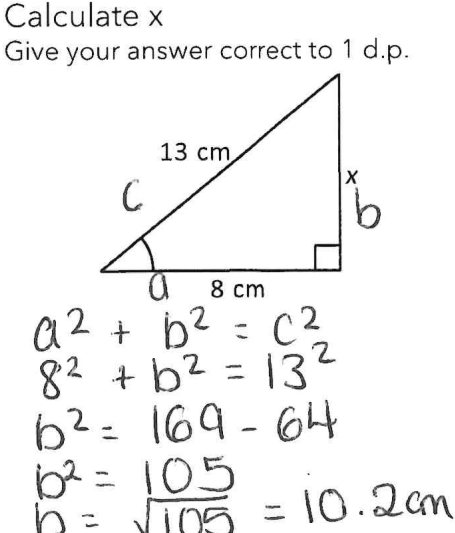 Calculate x
Give your answer correct to 1 d.p.
13 cm
x
c
b
a
8 cm
a² + b² = c²
8² + b² = 13²
b² = 169 - 64
b² = 105
b = √105 = 10.2cm